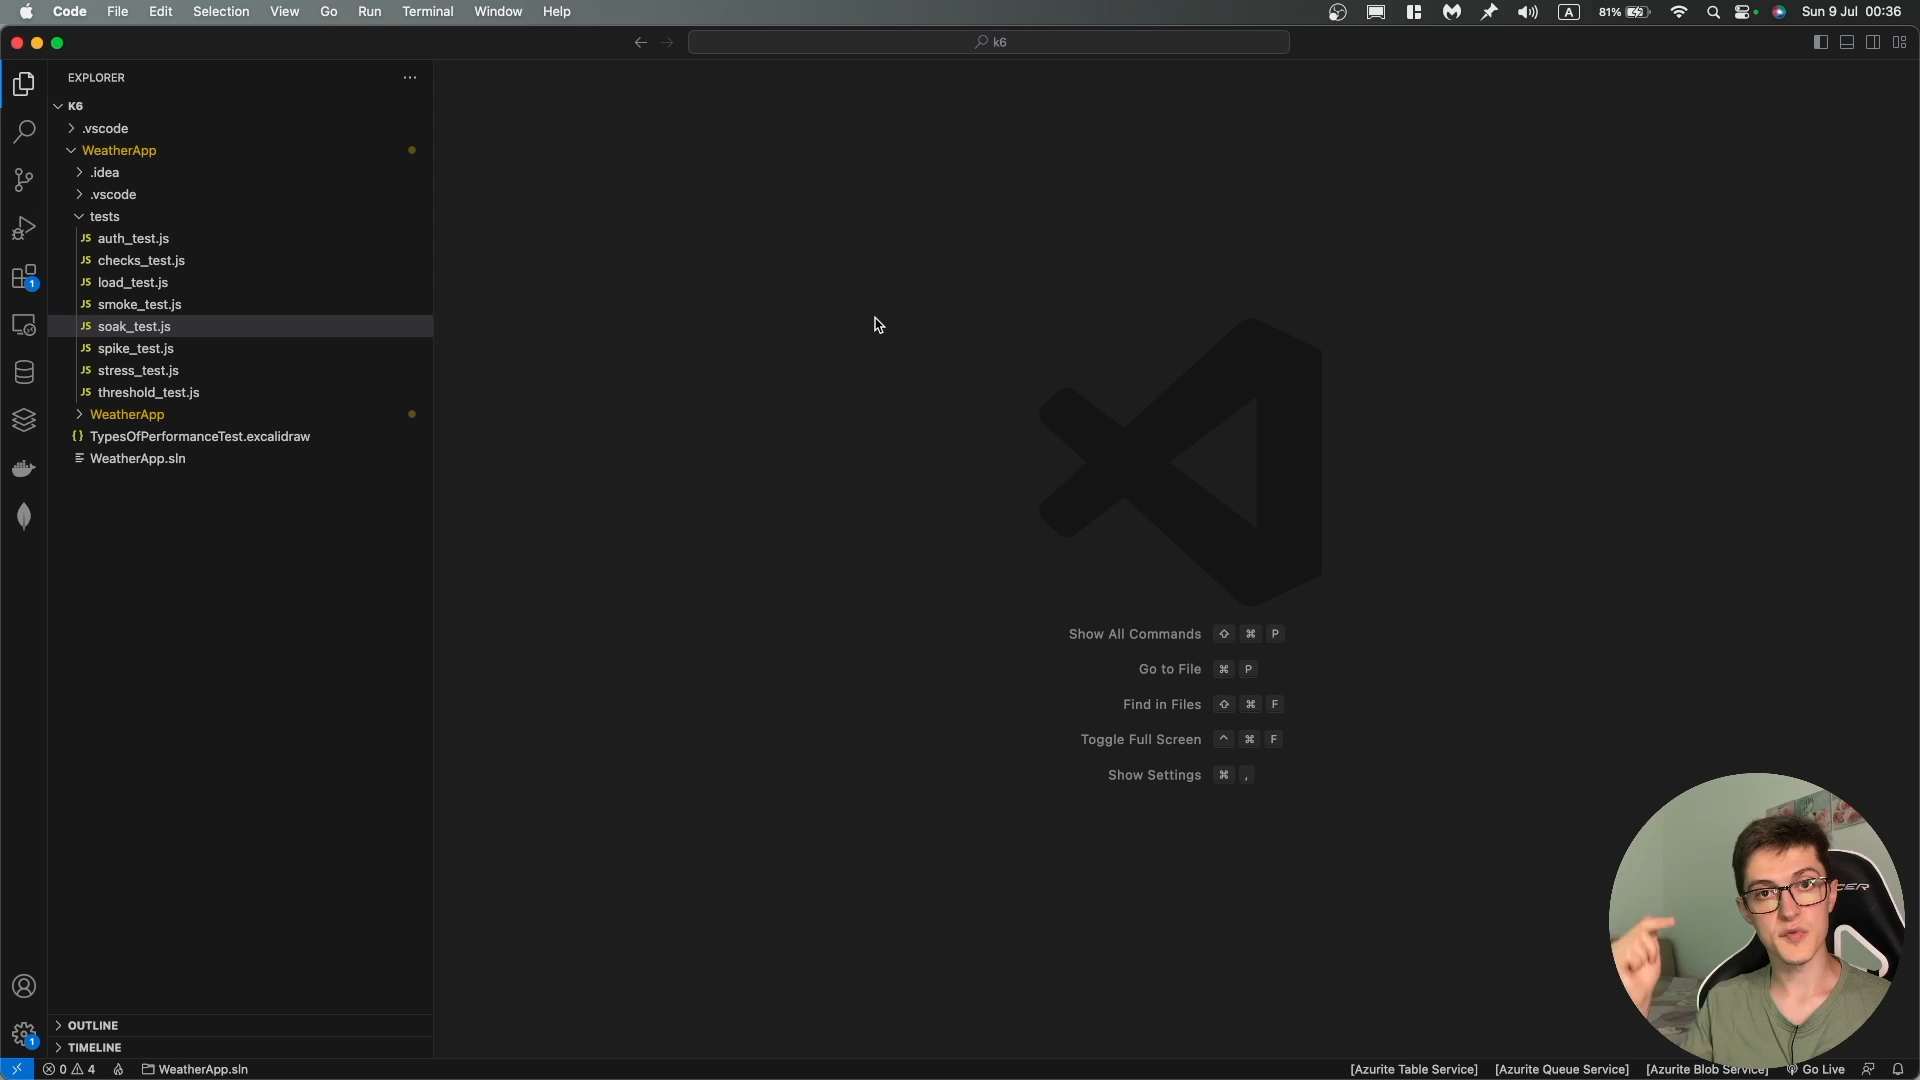 Code File Edit Selection View Go Run Terminal Window Help
A
81%
Sun 9 Jul 00:36
k6
EXPLORER
K6
.vscode
WeatherApp
.idea
.vscode
tests
JS auth_test.js
JS checks_test.js
JS load_test.js
JS smoke_test.js
JS soak_test.js
JS spike_test.js
JS stress_test.js
JS threshold_test.js
WeatherApp
{} TypesOfPerformanceTest.excalidraw
WeatherApp.sln
1
Show All Commands ⇧ ⌘ P
Go to File ⌘ P
Find in Files ⇧ ⌘ F
Toggle Full Screen ^ ⌘ F
Show Settings ⌘ ,
OUTLINE
TIMELINE
1
0 4 WeatherApp.sln
[Azurite Table Service] [Azurite Queue Service] [Azurite Blob Service] Go Live